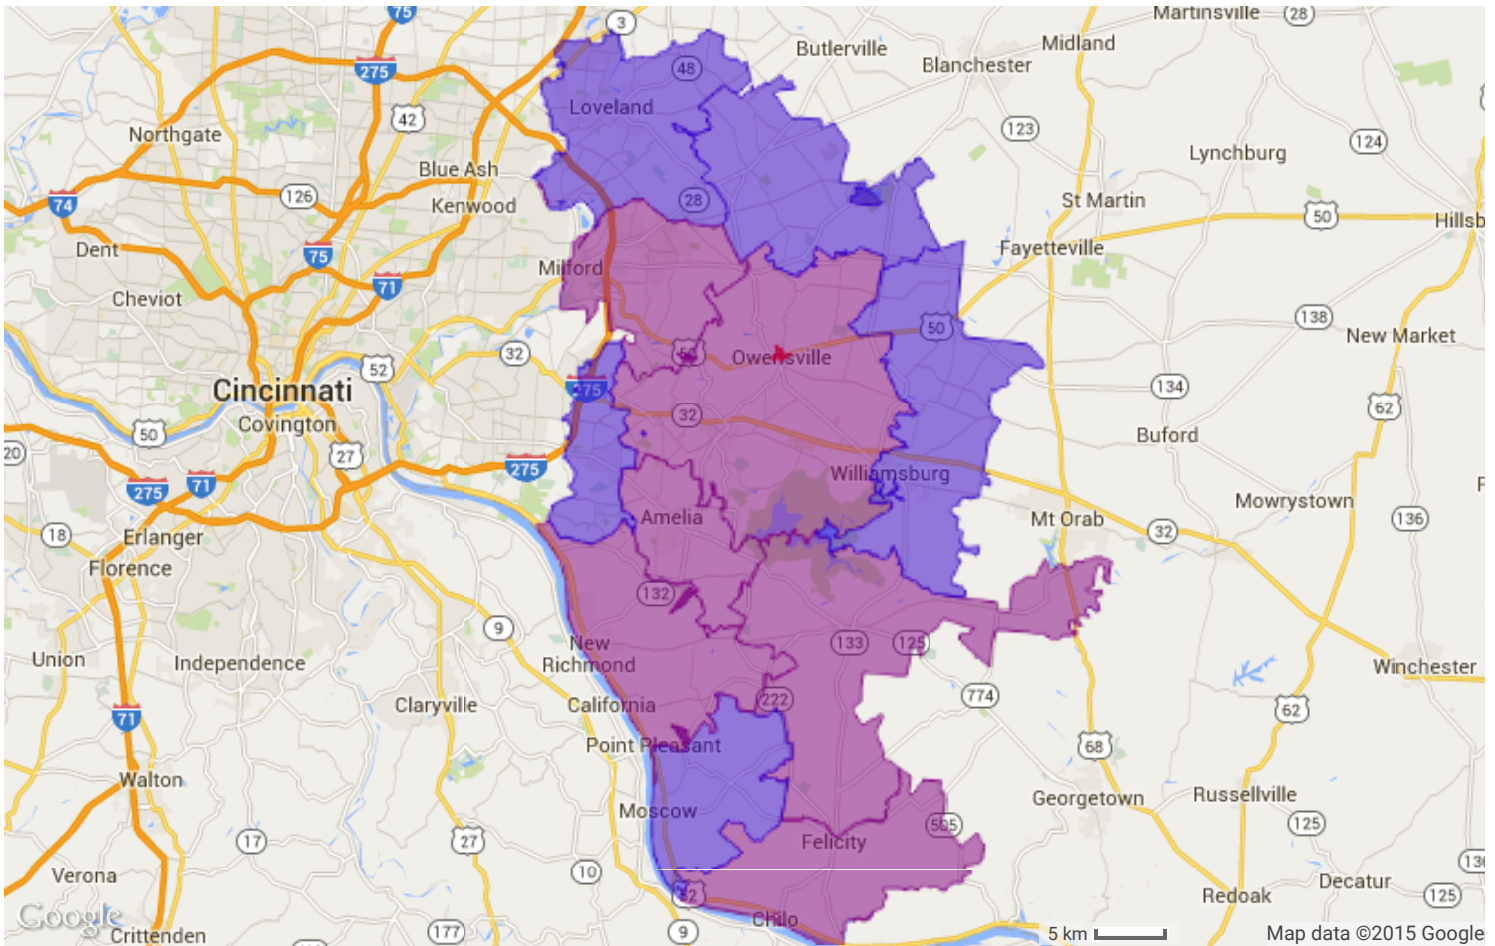 75
3
Martinsville
28
Butlerville
Midland
275
48
Blanchester
Loveland
42
Northgate
123
124
Blue Ash
Lynchburg
126
74
Kenwood
28
St Martin
50
Hillsb
Dent
75
Fayetteville
Milford
71
Cheviot
138
50
New Market
32
Owensville
52
275
134
Cincinnati
62
Covington
32
50
Buford
20
27
275
Williamsburg
275
71
Mowrystown
Amelia
Mt Orab
136
18
Erlanger
32
Florence
132
9
New
Richmond
133
125
Union
Independence
Winchester
774
222
Claryville
California
62
71
Point Pleasant
68
Walton
Georgetown
Russellville
Moscow
125
17
27
Felicity
505
Verona
10
Decatur
Redoak
125
52
Google
Chilo
177
9
5 km
Map data ©2015 Google
Crittenden